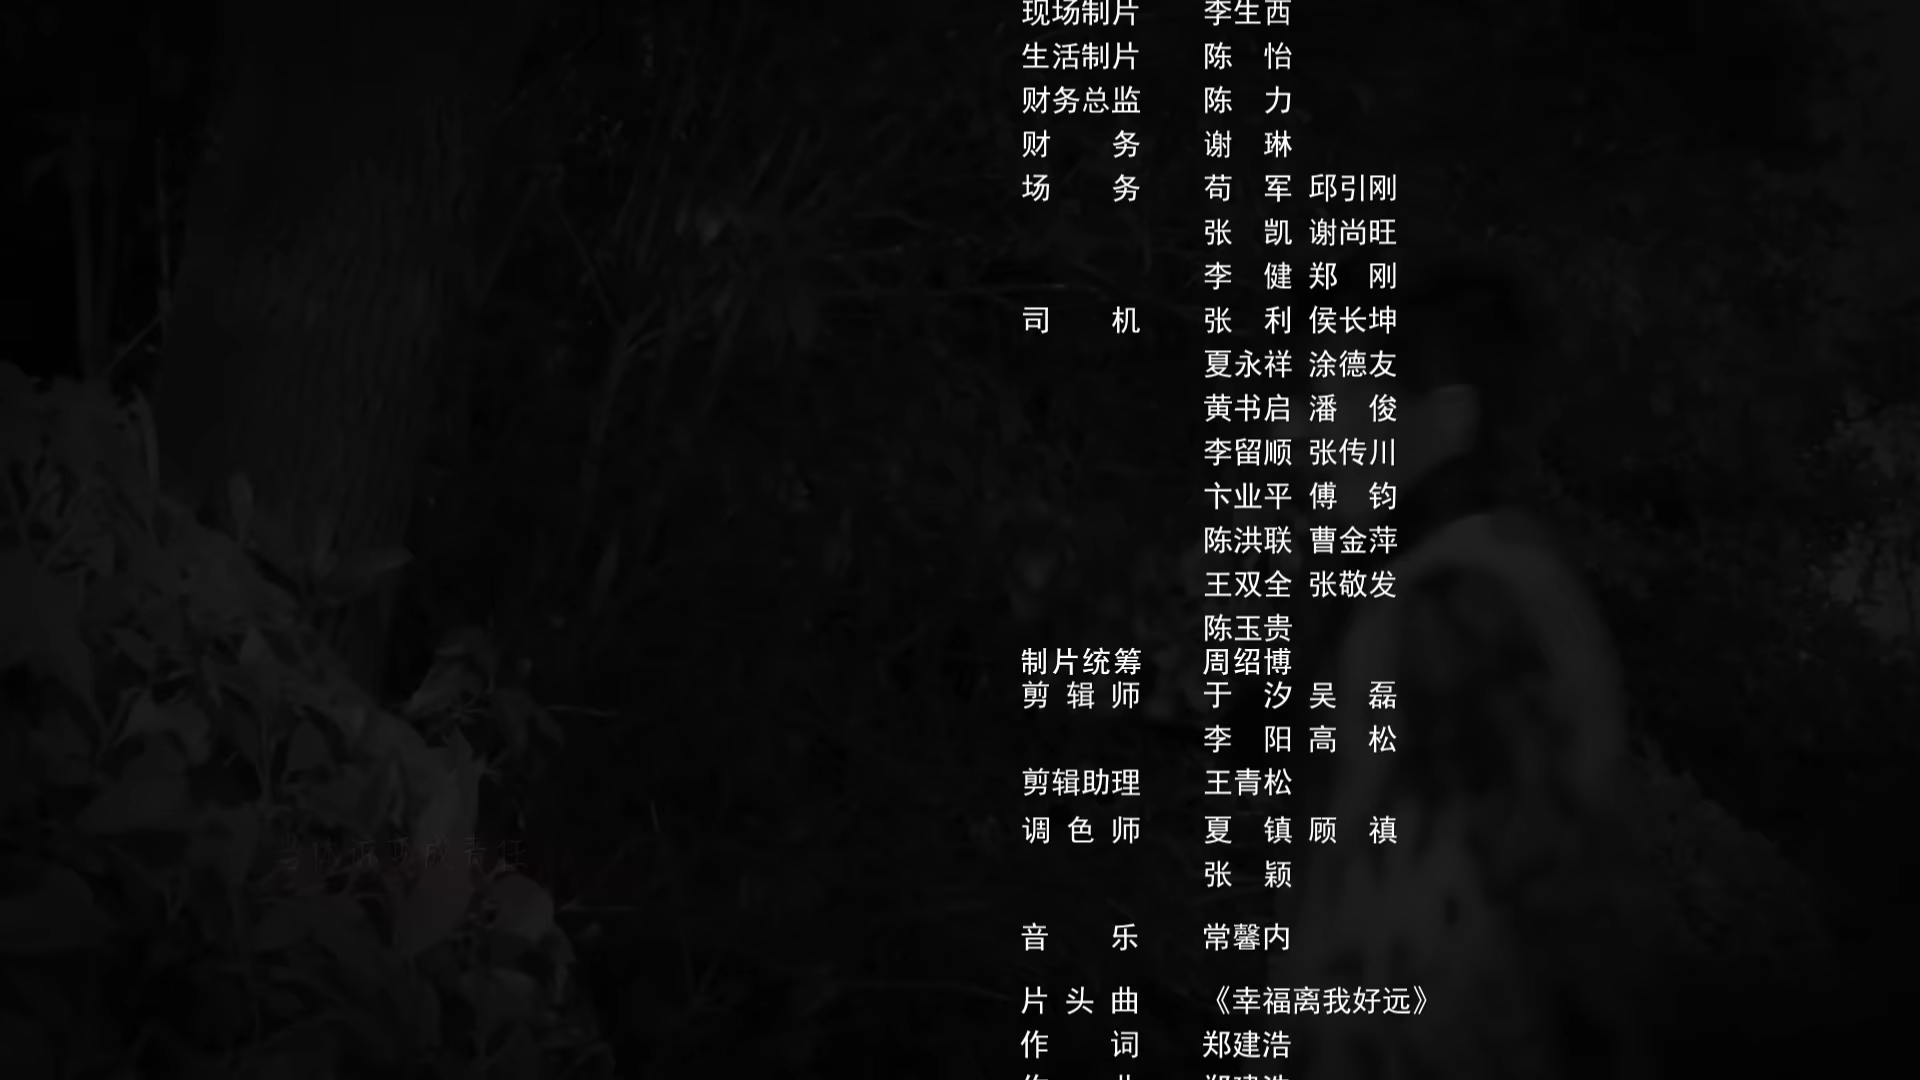 现场制片 李生西
生活制片 陈 怡
财务总监 陈 力
财 务 谢 琳
场 务 苟 军 邱引刚
张 凯 谢尚旺
李 健 郑 刚
司 机 张 利 侯长坤
夏永祥 涂德友
黄书启 潘 俊
李留顺 张传川
卞业平 傅 钧
陈洪联 曹金萍
王双全 张敬发
陈玉贵
制片统筹 周绍博
剪 辑 师 于 汐 吴 磊
李 阳 高 松
剪辑助理 王青松
调 色 师 夏 镇 顾 禛
张 颖
音 乐 常馨内
片 头 曲 《幸福离我好远》
作 词 郑建浩